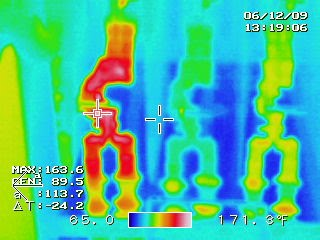 06/12/09
13:19:06
MAX:163.6
CEN: 89.5
a :113.7
△T:-24.2
65.0 171.3°F